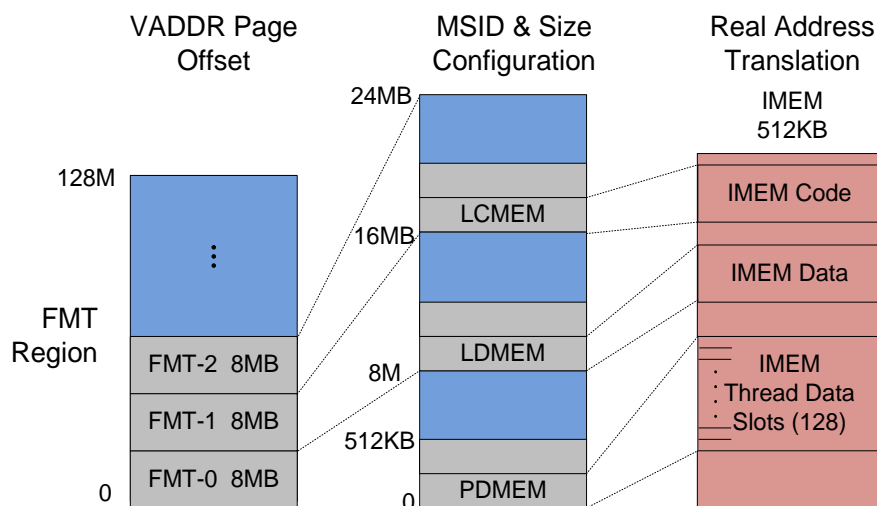 VADDR Page
Offset
MSID & Size
Configuration
Real Address
Translation
24MB
IMEM
512KB
128M
LCMEM
IMEM Code
16MB
IMEM Data
FMT
Region
FMT-2 8MB
LDMEM
8M
IMEM
Thread Data
Slots (128)
FMT-1 8MB
512KB
FMT-0 8MB
0
PDMEM
0